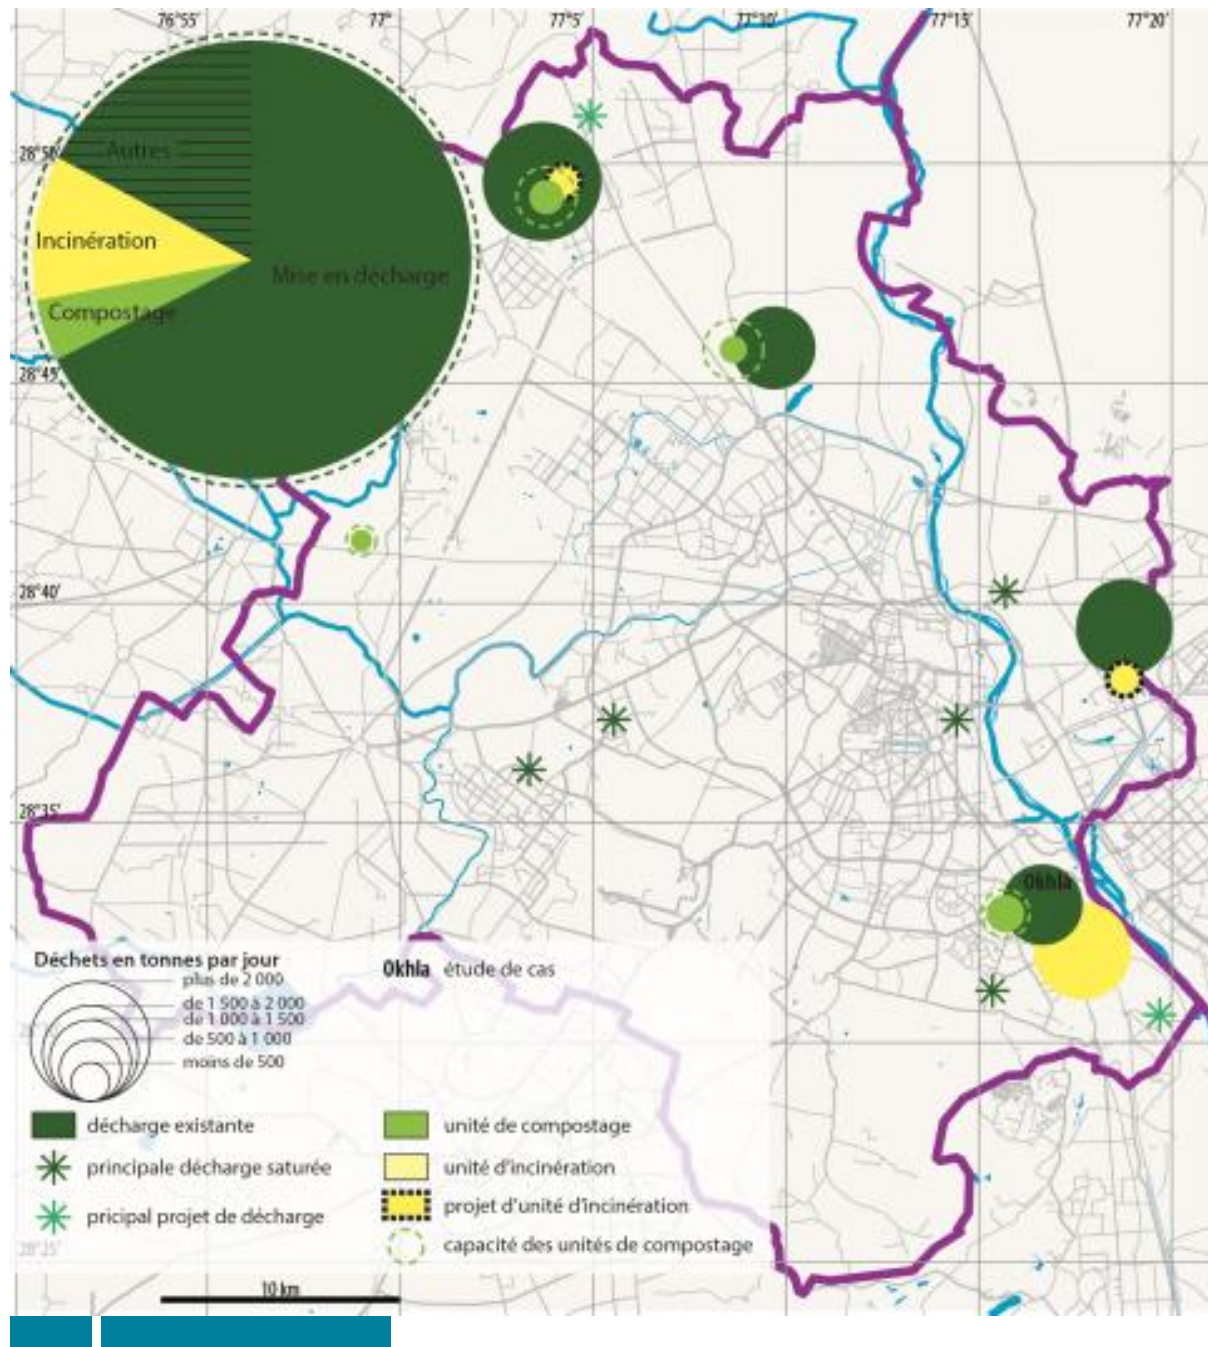 76°55' 77° 77°5' 77°10' 77°15' 77°20'
Autres
28°50'
Incinération
Mise en décharge
Compostage
28°45'
28°40'
28°35'
Okhla
Déchets en tonnes par jour
plus de 2 000
de 1 500 à 2 000
de 1 000 à 1 500
de 500 à 1 000
moins de 500
Okhla étude de cas
décharge existante
principale décharge saturée
pricipal projet de décharge
unité de compostage
unité d'incinération
projet d'unité d'incinération
capacité des unités de compostage
28°25'
10 km